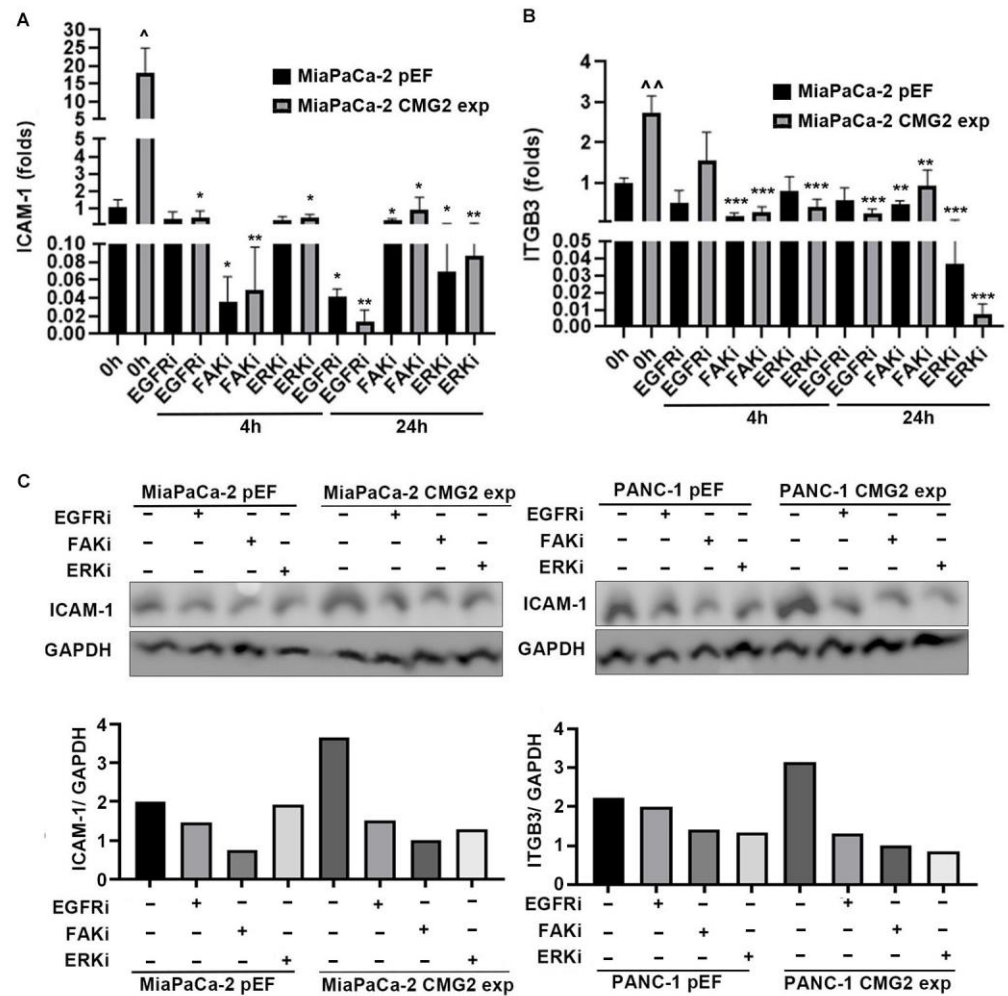 A
B
ICAM-1 (folds)
30
25
20
15
10
5
5
4
3
2
1
0.10
0.08
0.06
0.04
0.02
0.00
^
*
*
**
*
*
**
*
*
*
**
MiaPaCa-2 pEF
MiaPaCa-2 CMG2 exp
0h
0h
EGFRi
EGFRi
FAKi
FAKi
ERKi
ERKi
EGFRi
EGFRi
FAKi
FAKi
ERKi
ERKi
4h
24h
ITGB3 (folds)
4
3
2
1
0.05
0.04
0.03
0.02
0.01
0.00
^ ^
***
***
***
***
**
**
***
***
MiaPaCa-2 pEF
MiaPaCa-2 CMG2 exp
0h
0h
EGFRi
EGFRi
FAKi
FAKi
ERKi
ERKi
EGFRi
EGFRi
FAKi
FAKi
ERKi
ERKi
4h
24h
C
MiaPaCa-2 pEF MiaPaCa-2 CMG2 exp
EGFRi – + – – – + – –
FAKi – – + – – – + –
ERKi – – – + – – – +
ICAM-1
GAPDH
PANC-1 pEF PANC-1 CMG2 exp
EGFRi – + – – – + – –
FAKi – – + – – – + –
ERKi – – – + – – – +
ICAM-1
GAPDH
ICAM-1/ GAPDH
4
3
2
1
0
EGFRi – + – – – + – –
FAKi – – + – – – + –
ERKi – – – + – – – +
MiaPaCa-2 pEF MiaPaCa-2 CMG2 exp
ITGB3/ GAPDH
4
3
2
1
0
EGFRi – + – – – + – –
FAKi – – + – – – + –
ERKi – – – + – – – +
PANC-1 pEF PANC-1 CMG2 exp